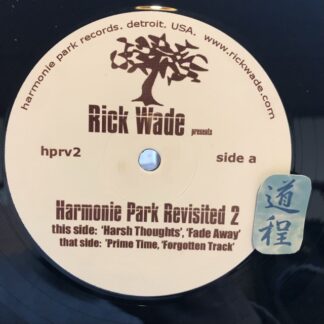 harmonie park records. detroit. USA. www.rickwade.com
Rick Wade presents
hprv2 side a
Harmonie Park Revisited 2
this side: 'Harsh Thoughts', 'Fade Away'
that side: 'Prime Time, 'Forgotten Track'
道
程